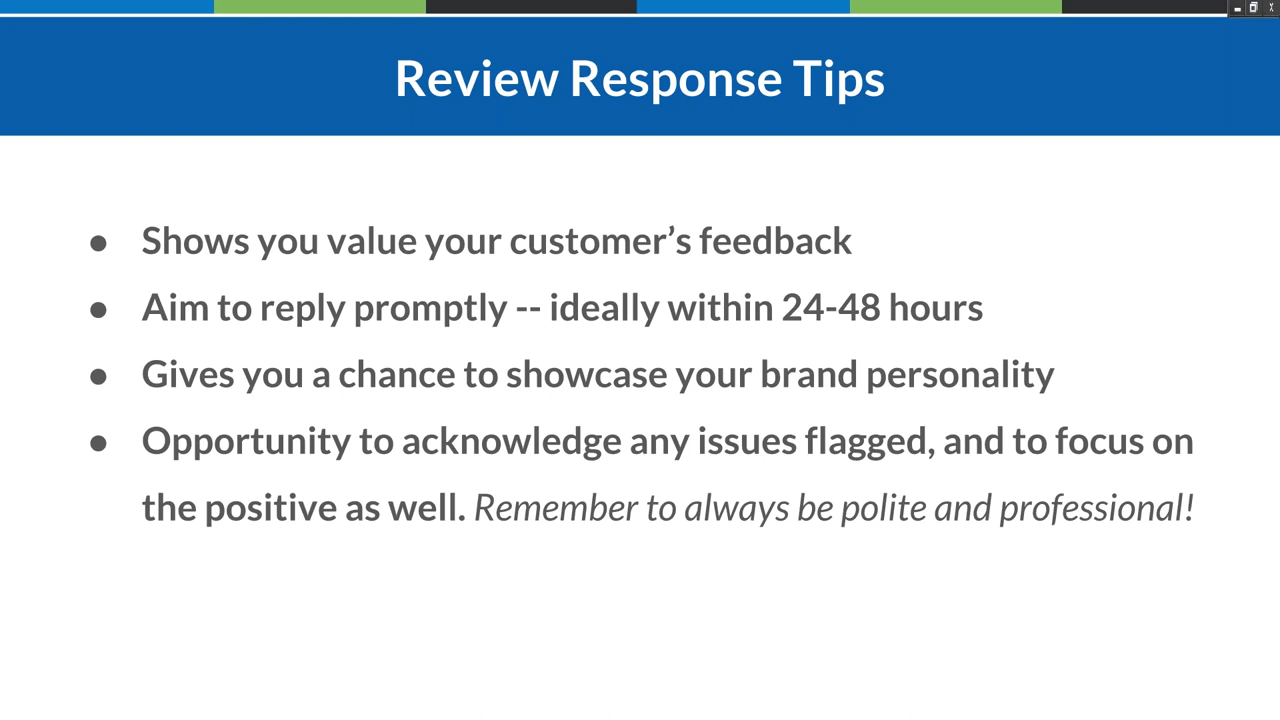 Review Response Tips
● Shows you value your customer’s feedback
● Aim to reply promptly -- ideally within 24-48 hours
● Gives you a chance to showcase your brand personality
● Opportunity to acknowledge any issues flagged, and to focus on
the positive as well. Remember to always be polite and professional!